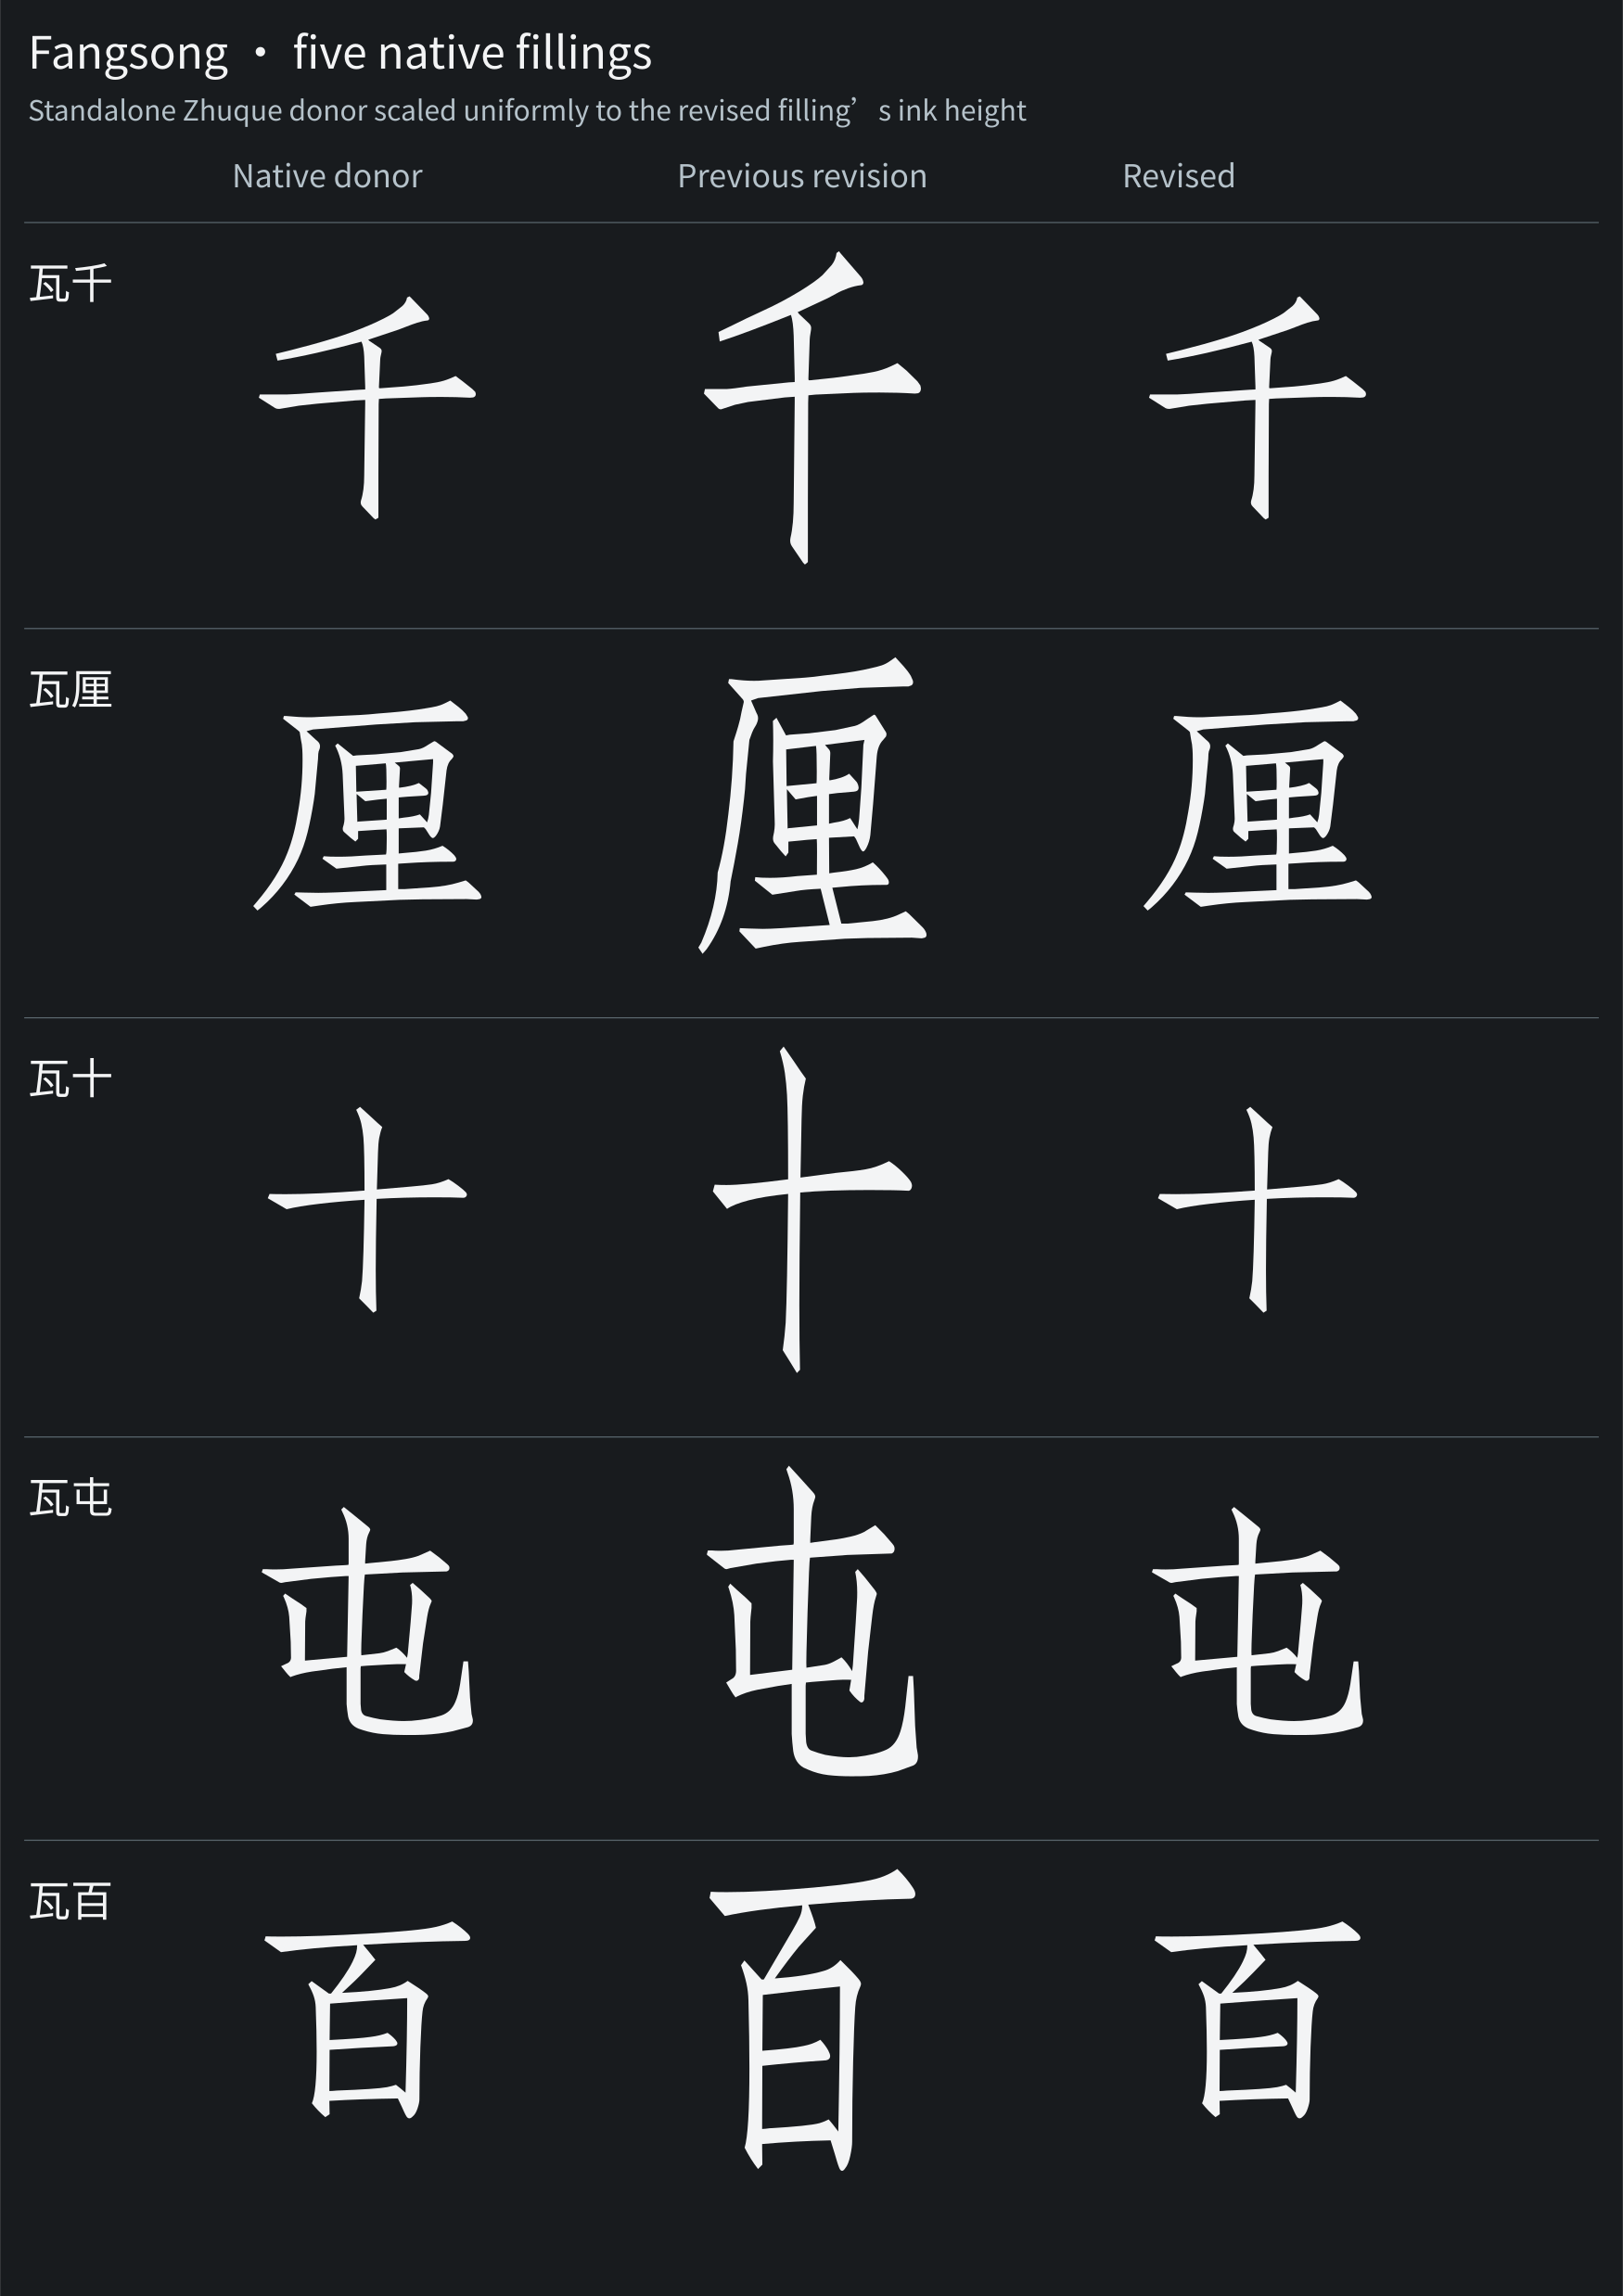 Fangsong · five native fillings
Standalone Zhuque donor scaled uniformly to the revised filling’s ink height
Native donor Previous revision Revised
瓦千 千 千 千
瓦厘 厘 厘 厘
瓦十 十 十 十
瓦屯 屯 屯 屯
瓦百 百 百 百